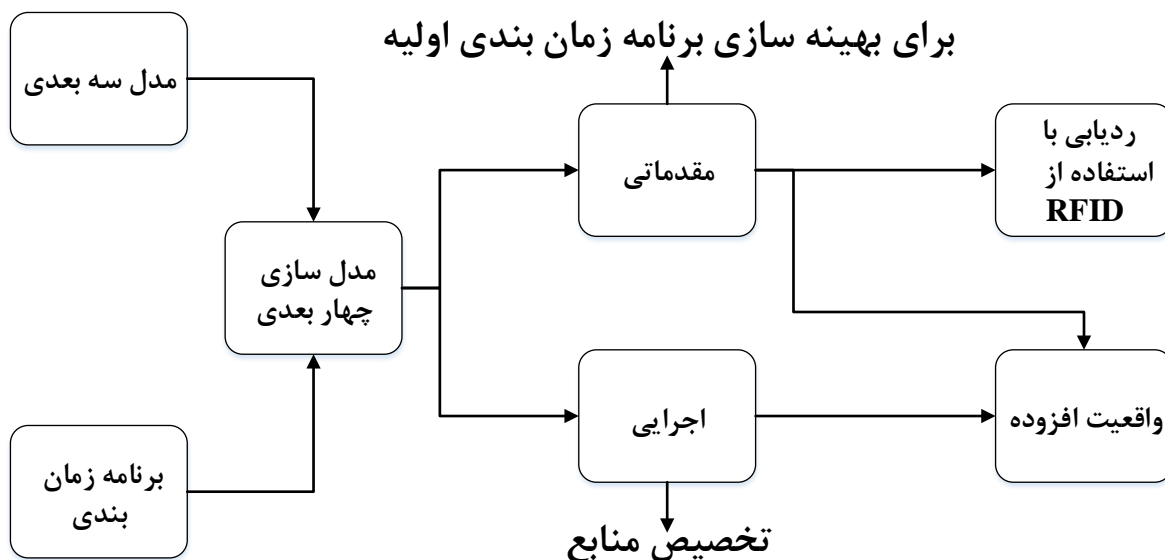 برای بهینه سازی برنامه زمان بندی اولیه
مدل سه بعدی
مقدماتی
ردیابی با
استفاده از
RFID
مدل سازی
چهار بعدی
برنامه زمان
بندی
اجرایی
واقعیت افزوده
تخصیص منابع